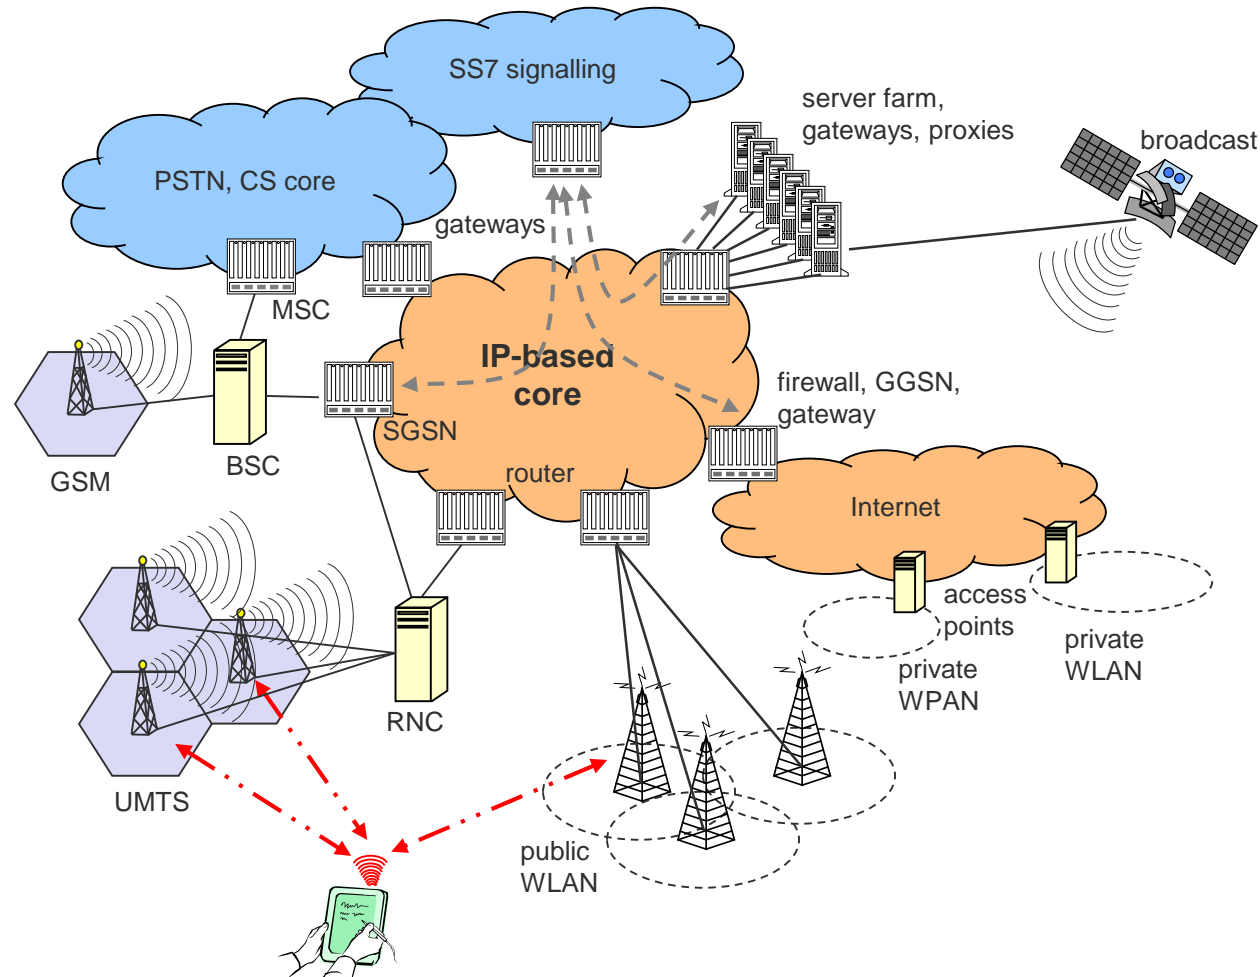 SS7 signalling
server farm,
gateways, proxies
broadcast
PSTN, CS core
gateways
MSC
IP-based
core
firewall, GGSN,
gateway
SGSN
GSM
BSC
router
Internet
access
points
private
WLAN
private
WPAN
RNC
UMTS
public
WLAN